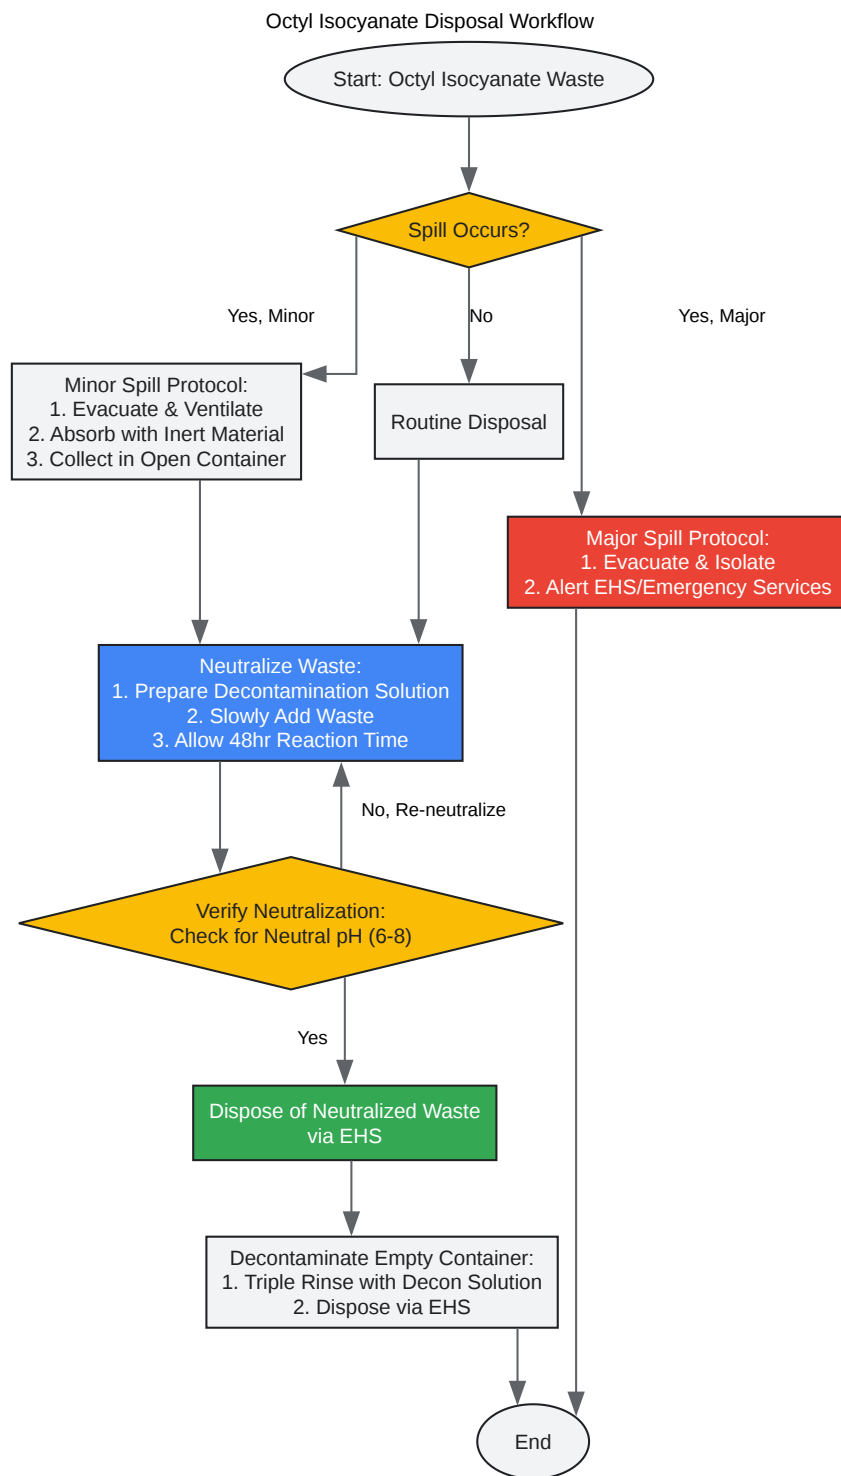 Octyl Isocyanate Disposal Workflow
Start: Octyl Isocyanate Waste
Spill Occurs?
Yes, Minor
No
Yes, Major
Minor Spill Protocol:
1. Evacuate & Ventilate
2. Absorb with Inert Material
3. Collect in Open Container
Routine Disposal
Major Spill Protocol:
1. Evacuate & Isolate
2. Alert EHS/Emergency Services
Neutralize Waste:
1. Prepare Decontamination Solution
2. Slowly Add Waste
3. Allow 48hr Reaction Time
No, Re-neutralize
Verify Neutralization:
Check for Neutral pH (6-8)
Yes
Dispose of Neutralized Waste
via EHS
Decontaminate Empty Container:
1. Triple Rinse with Decon Solution
2. Dispose via EHS
End